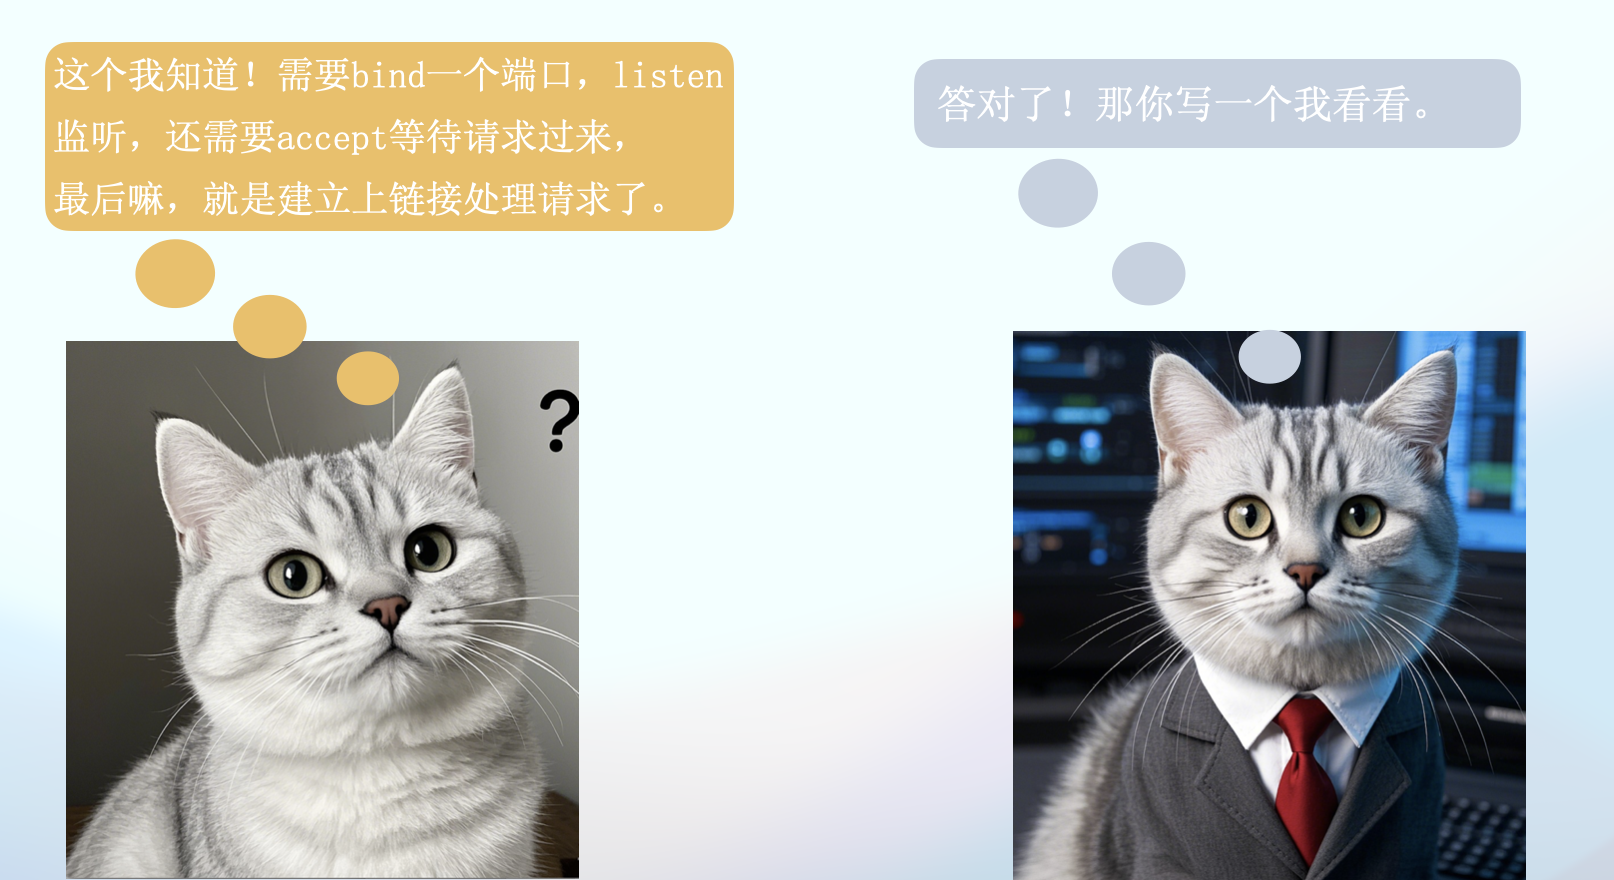 这个我知道！需要bind一个端口，listen
监听，还需要accept等待请求过来，
最后嘛，就是建立上链接处理请求了。
答对了！那你写一个我看看。
?